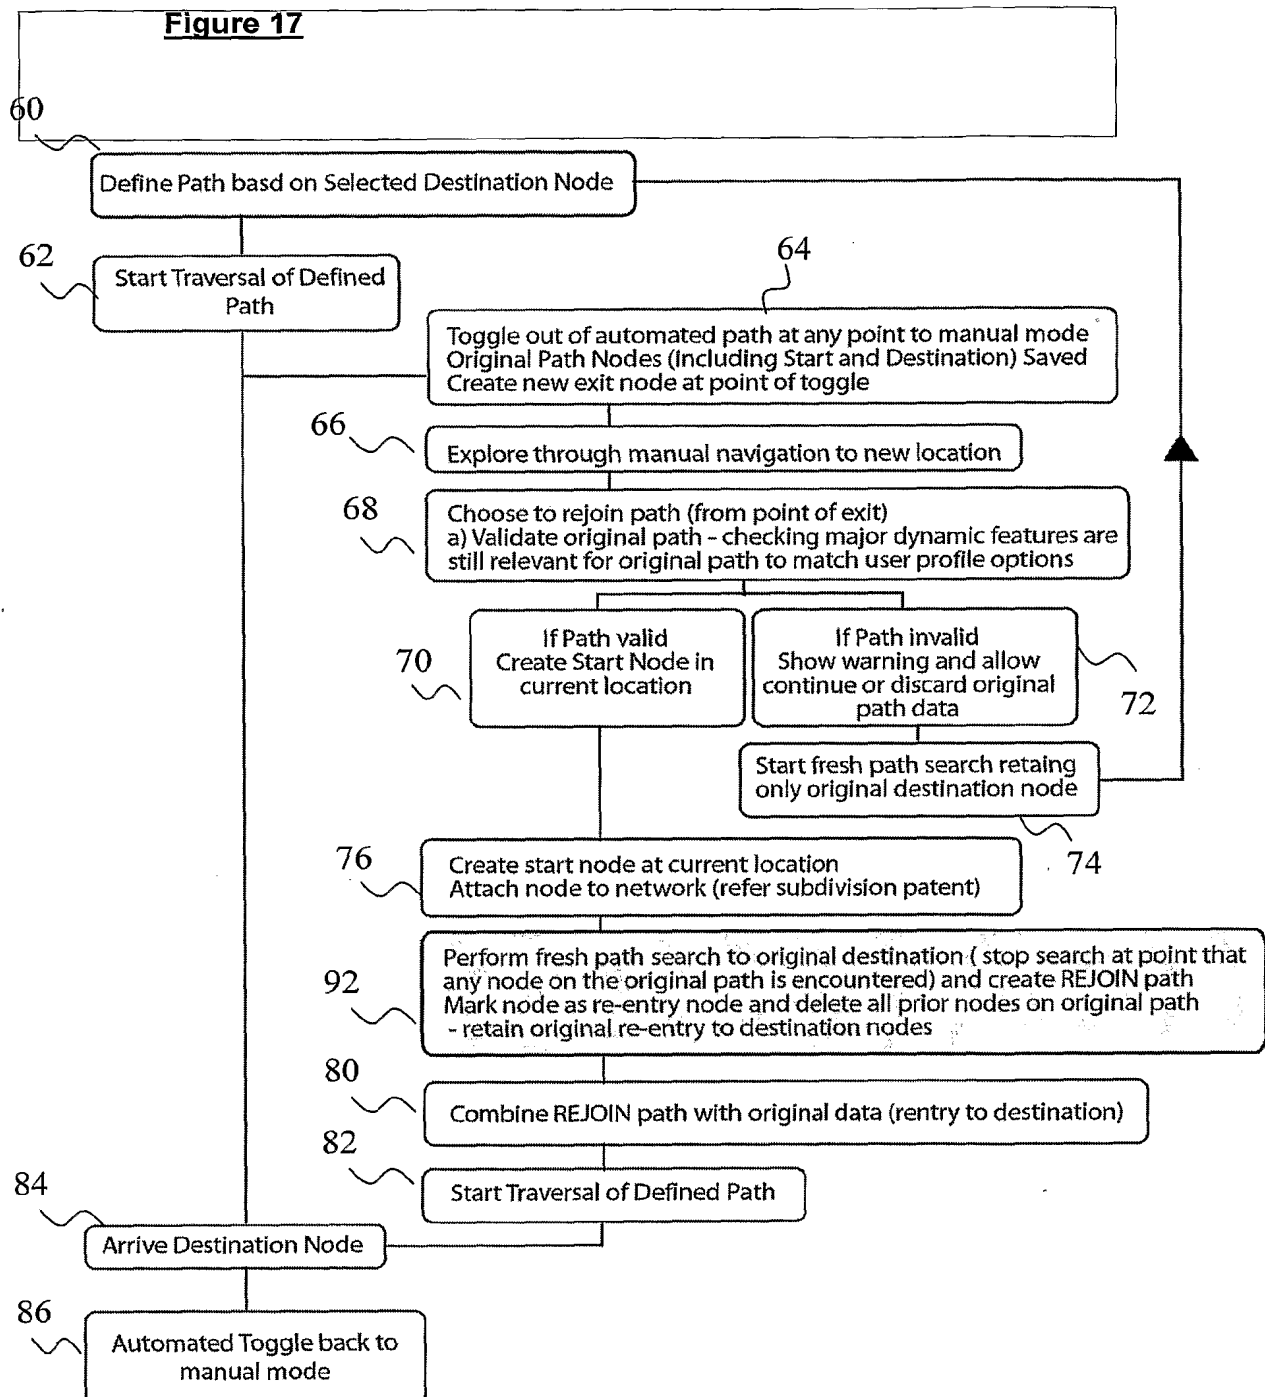 Figure 17
60
Define Path basd on Selected Destination Node
62
Start Traversal of Defined
Path
64
Toggle out of automated path at any point to manual mode
Original Path Nodes (Including Start and Destination) Saved
Create new exit node at point of toggle
66
Explore through manual navigation to new location
68
Choose to rejoin path (from point of exit)
a) Validate original path - checking major dynamic features are
still relevant for original path to match user profile options
70
If Path valid
Create Start Node in
current location
If Path invalid
Show warning and allow
continue or discard original
path data
72
Start fresh path search retaing
only original destination node
74
76
Create start node at current location
Attach node to network (refer subdivision patent)
92
Perform fresh path search to original destination ( stop search at point that
any node on the original path is encountered) and create REJOIN path
Mark node as re-entry node and delete all prior nodes on original path
- retain original re-entry to destination nodes
80
Combine REJOIN path with original data (rentry to destination)
82
Start Traversal of Defined Path
84
Arrive Destination Node
86
Automated Toggle back to
manual mode